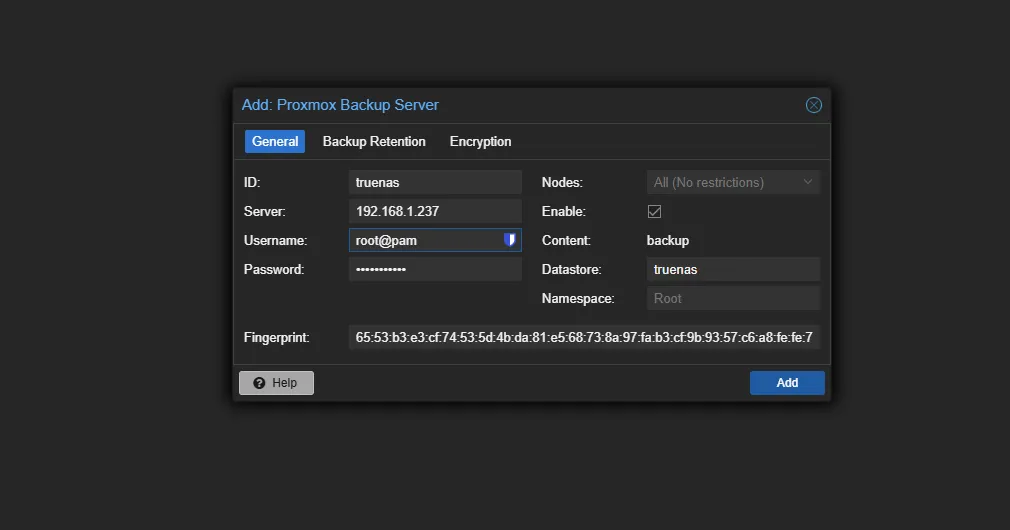 Add: Proxmox Backup Server
General Backup Retention Encryption
ID: truenas Nodes: All (No restrictions)
Server: 192.168.1.237 Enable:
Username: root@pam Content: backup
Password: ••••••••••• Datastore: truenas
Namespace: Root
Fingerprint: 65:53:b3:e3:cf:74:53:5d:4b:da:81:e5:68:73:8a:97:fa:b3:cf:9b:93:57:c6:a8:fe:fe:7
? Help Add